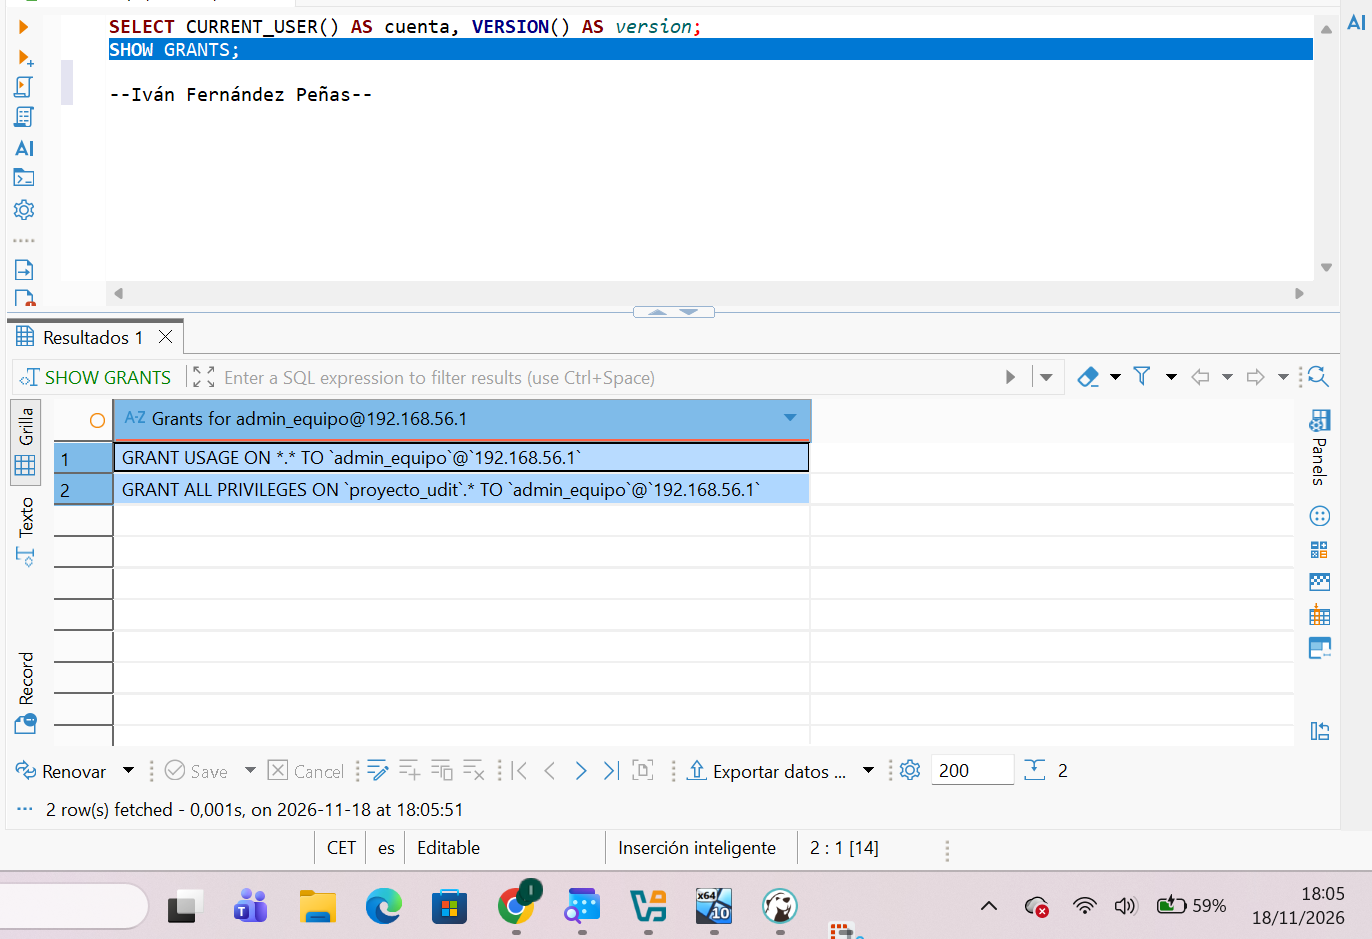 SELECT CURRENT_USER() AS cuenta, VERSION() AS version;
SHOW GRANTS;
--Iván Fernández Peñas--
AI
AI
Resultados 1
SHOW GRANTS
Enter a SQL expression to filter results (use Ctrl+Space)
Grilla
Texto
Record
A-Z Grants for admin_equipo@192.168.56.1
1 GRANT USAGE ON *.* TO `admin_equipo`@`192.168.56.1`
2 GRANT ALL PRIVILEGES ON `proyecto_udit`.* TO `admin_equipo`@`192.168.56.1`
Panels
Renovar Save Cancel Exportar datos ... 200 2
2 row(s) fetched - 0,001s, on 2026-11-18 at 18:05:51
CET es Editable Inserción inteligente 2 : 1 [14]
x64
10
59%
18:05
18/11/2026